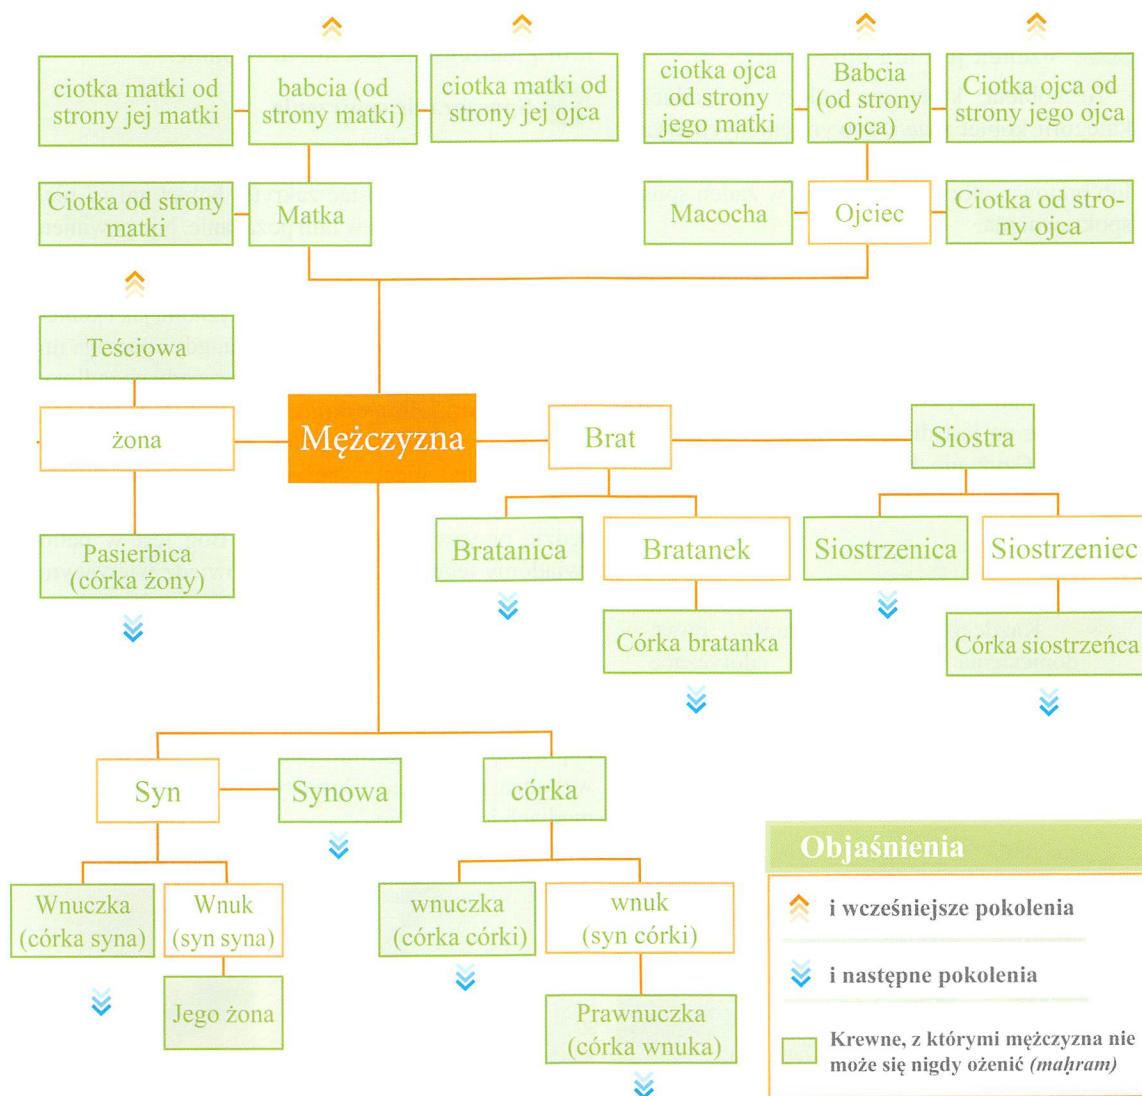 ciotka matki od
strony jej matki
babcia (od
strony matki)
ciotka matki od
strony jej ojca
ciotka ojca
od strony
jego matki
Babcia
(od strony
ojca)
Ciotka ojca od
strony jego ojca
Ciotka od strony
matki
Matka
Macocha
Ojciec
Ciotka od stro-
ny ojca
Teściowa
żona
Mężczyzna
Brat
Siostra
Pasierbica
(córka żony)
Bratanica
Bratanek
Siostrzenica
Siostrzeniec
Córka bratanka
Córka siostrzeńca
Syn
Synowa
córka
Wnuczka
(córka syna)
Wnuk
(syn syna)
wnuczka
(córka córki)
wnuk
(syn córki)
Jego żona
Prawnuczka
(córka wnuka)
Objaśnienia
i wcześniejsze pokolenia
i następne pokolenia
Krewne, z którymi mężczyzna nie
może się nigdy ożenić (maḥram)